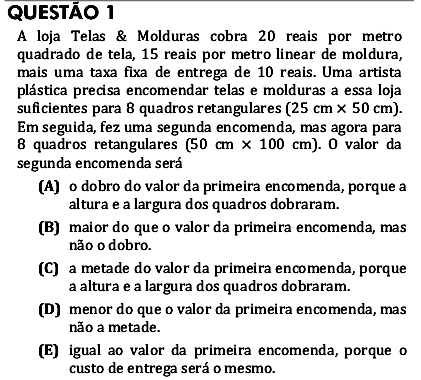 QUESTÃO 1
A loja Telas & Molduras cobra 20 reais por metro
quadrado de tela, 15 reais por metro linear de moldura,
mais uma taxa fixa de entrega de 10 reais. Uma artista
plástica precisa encomendar telas e molduras a essa loja
suficientes para 8 quadros retangulares (25 cm × 50 cm).
Em seguida, fez uma segunda encomenda, mas agora para
8 quadros retangulares (50 cm × 100 cm). O valor da
segunda encomenda será
(A) o dobro do valor da primeira encomenda, porque a
altura e a largura dos quadros dobraram.
(B) maior do que o valor da primeira encomenda, mas
não o dobro.
(C) a metade do valor da primeira encomenda, porque
a altura e a largura dos quadros dobraram.
(D) menor do que o valor da primeira encomenda, mas
não a metade.
(E) igual ao valor da primeira encomenda, porque o
custo de entrega será o mesmo.